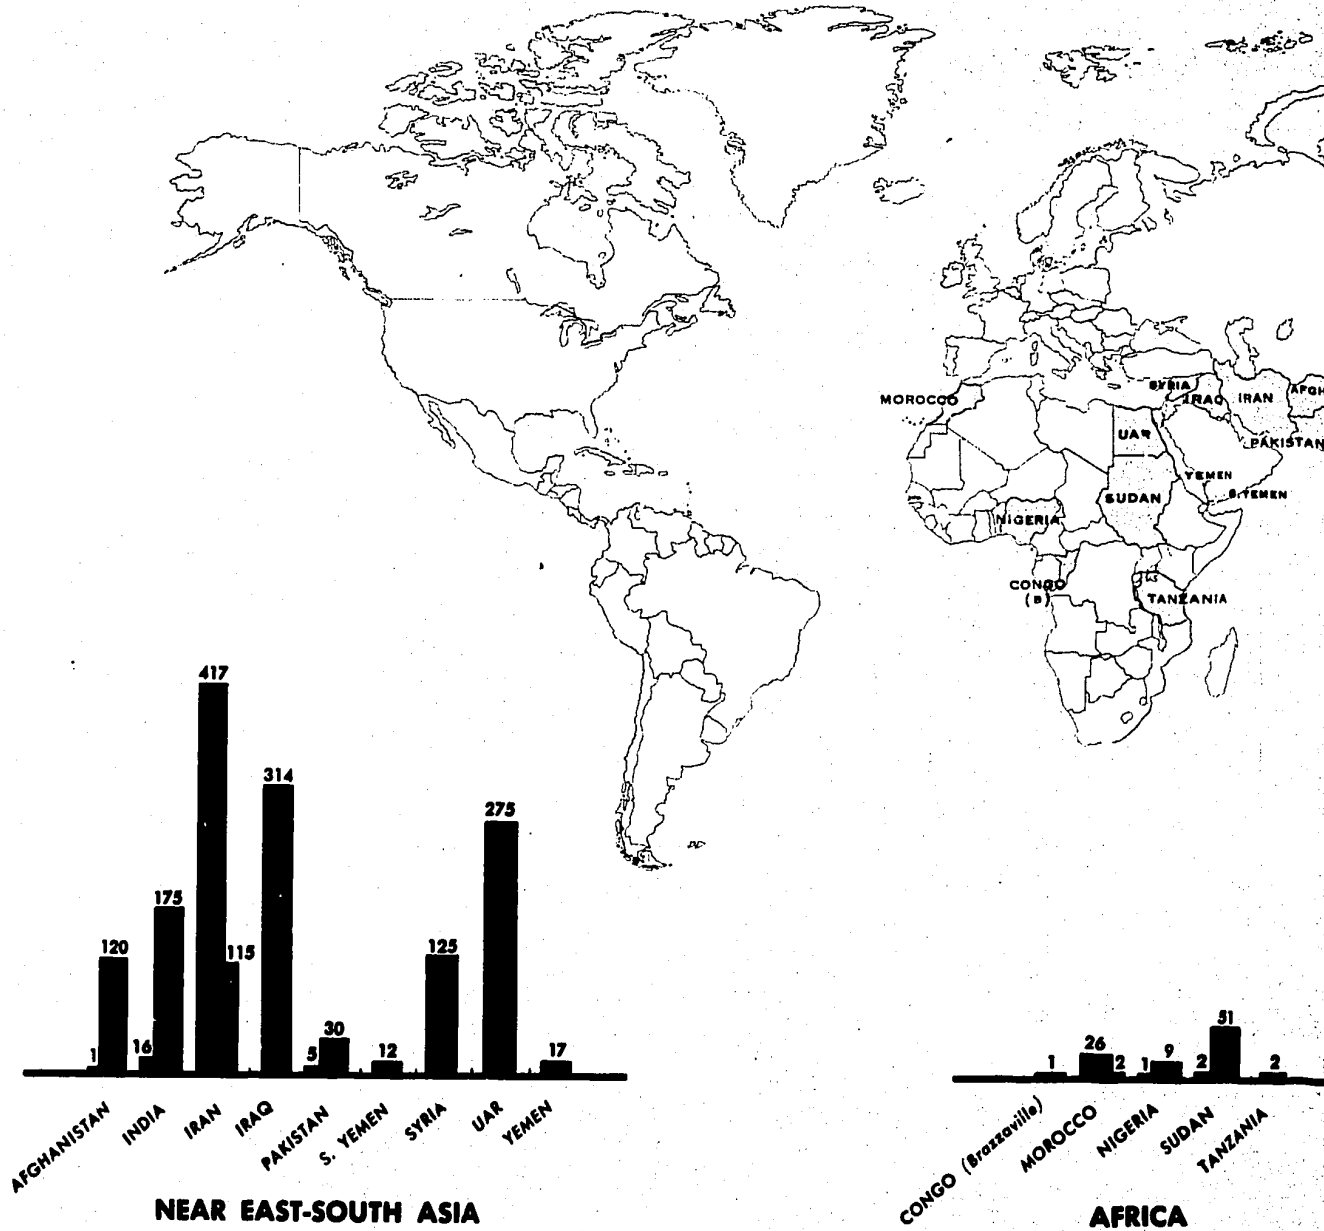 SYRIA
IRAQ
IRAN
AFGH
MOROCCO
UAR
PAKISTAN
YEMEN
S. YEMEN
SUDAN
NIGERIA
CONGO
(B)
TANZANIA
417
314
275
175
120
115
125
16
1
5
30
12
17
AFGHANISTAN
INDIA
IRAN
IRAQ
PAKISTAN
S. YEMEN
SYRIA
UAR
YEMEN
NEAR EAST-SOUTH ASIA
51
26
1
2
1
9
2
2
CONGO (Brazzaville)
MOROCCO
NIGERIA
SUDAN
TANZANIA
AFRICA